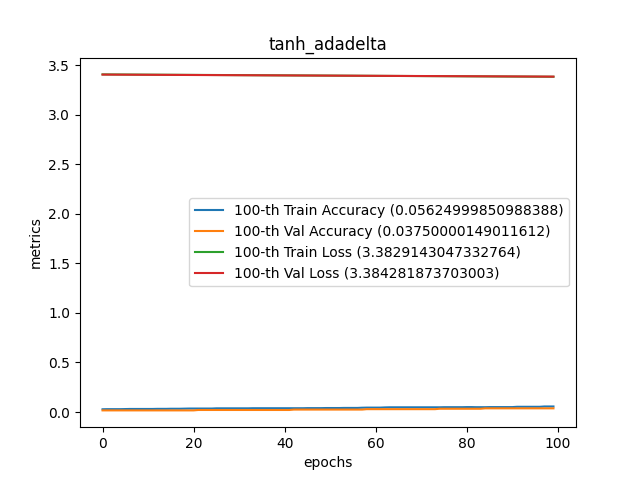 tanh_adadelta
3.5
3.0
2.5
2.0
1.5
1.0
0.5
0.0
metrics
100-th Train Accuracy (0.05624999850988388)
100-th Val Accuracy (0.03750000149011612)
100-th Train Loss (3.3829143047332764)
100-th Val Loss (3.384281873703003)
0 20 40 60 80 100
epochs